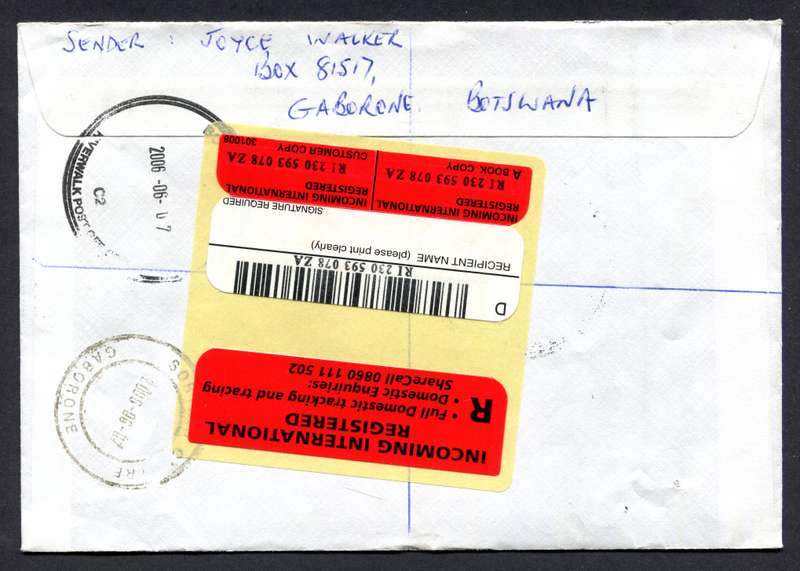 SENDER : JOYCE WALKER
BOX 81517,
GABORONE BOTSWANA
2006-06-07
C2
INCOMING INTERNATIONAL
REGISTERED
RI 230 593 078 ZA
A BOOK COPY
INCOMING INTERNATIONAL
REGISTERED
RI 230 593 078 ZA
CUSTOMER COPY
301008
D
RI 230 593 078 ZA
RECIPIENT NAME (please print clearly)
SIGNATURE REQUIRED
INCOMING INTERNATIONAL
REGISTERED
R
• Full Domestic tracking and tracing
• Domestic Enquiries:
ShareCall 0860 111 502
GABORONE
2006-06-07